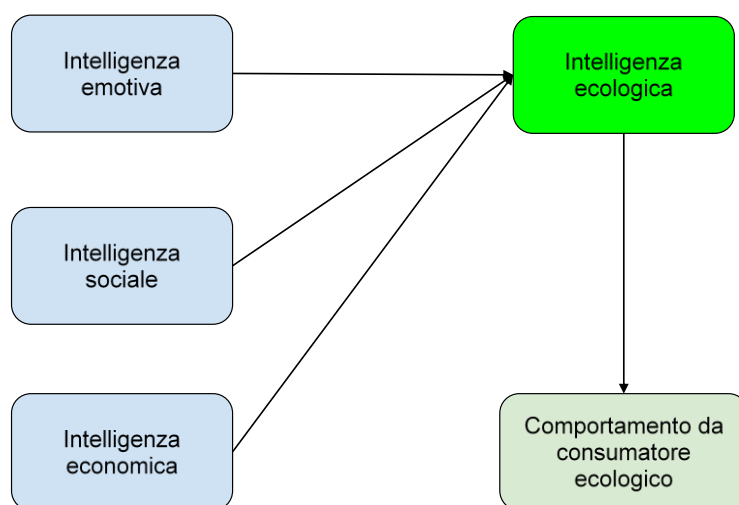 Intelligenza
emotiva
Intelligenza
ecologica
Intelligenza
sociale
Intelligenza
economica
Comportamento da
consumatore
ecologico